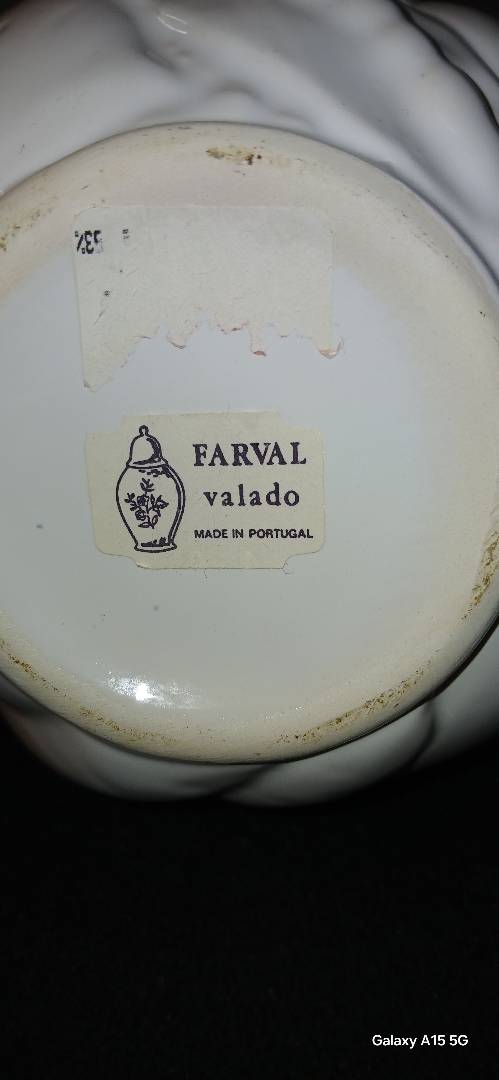 FARVAL
valado
MADE IN PORTUGAL
Galaxy A15 5G